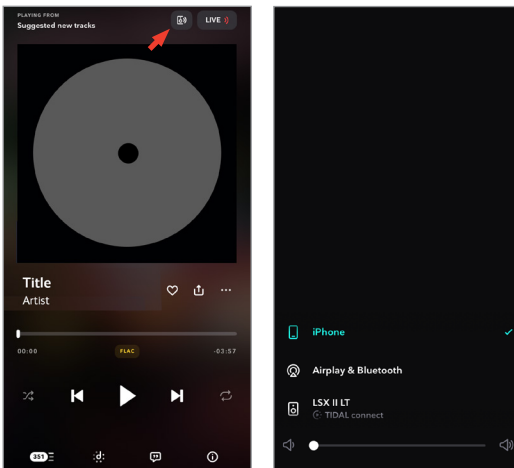 PLAYING FROM
Suggested new tracks
LIVE
Title
Artist
00:00
FLAC
-03:57
351
iPhone
Airplay & Bluetooth
LSX II LT
TIDAL connect